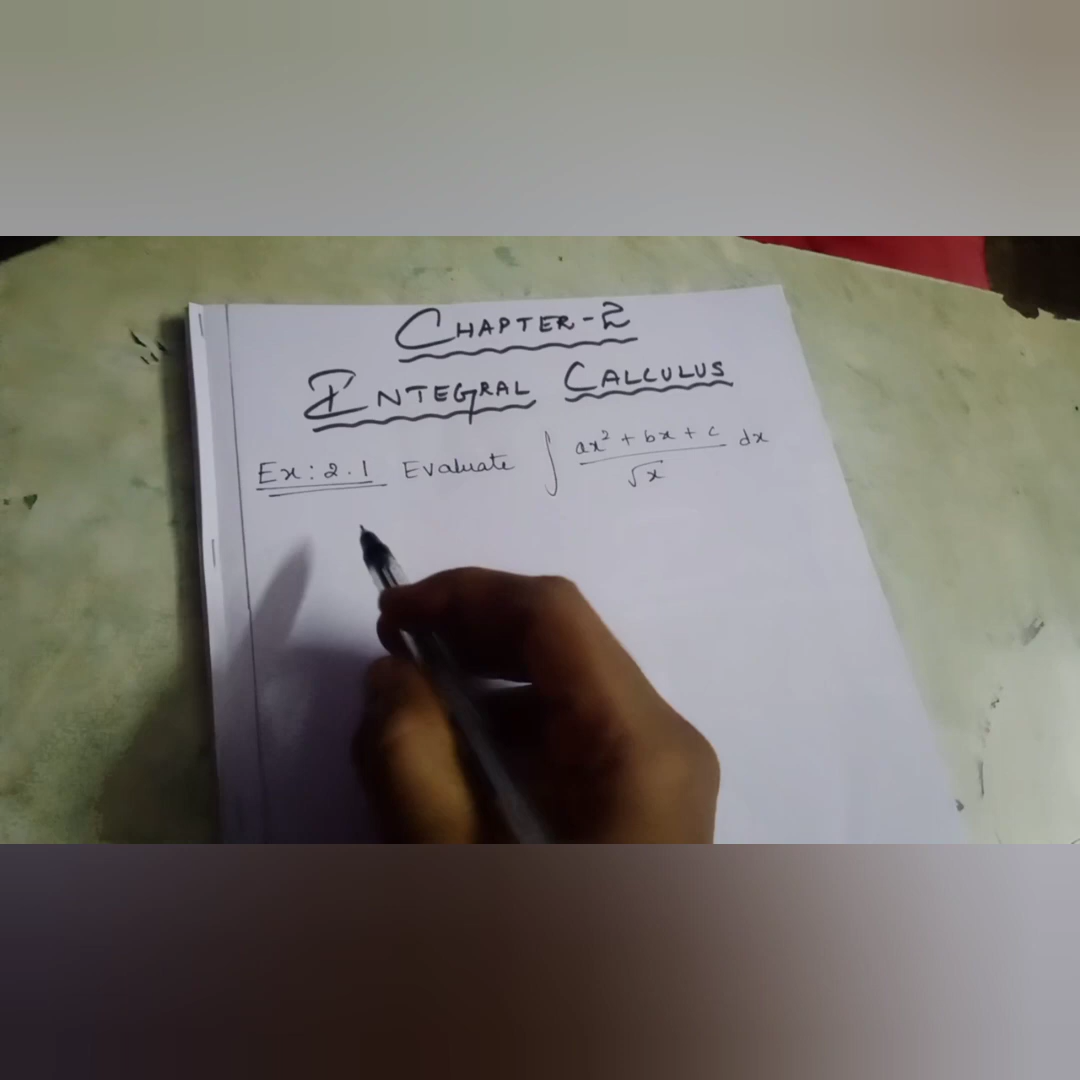 CHAPTER-2
INTEGRAL CALCULUS
Ex: 2.1 Evaluate ∫ (ax² + bx + c)/√x dx